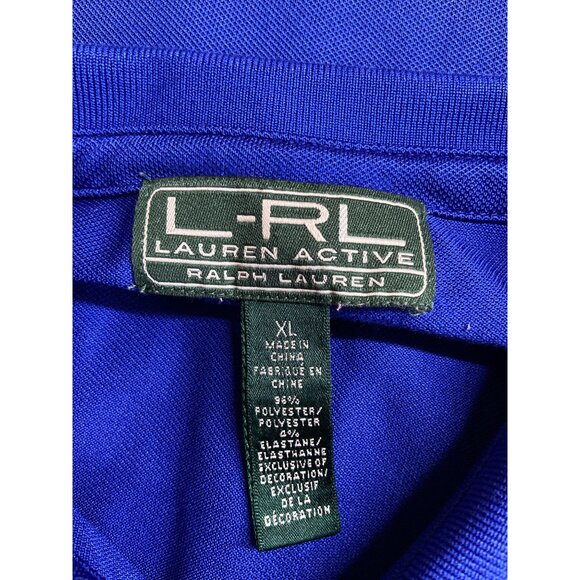 L-RL
LAUREN ACTIVE
RALPH LAUREN
XL
MADE IN
CHINA
FABRIQUÉ EN
CHINE
96%
POLYESTER/
POLYESTER
4%
ELASTANE/
ELASTHANNE
EXCLUSIVE OF
DECORATION/
EXCLUSIF
DE LA
DÉCORATION